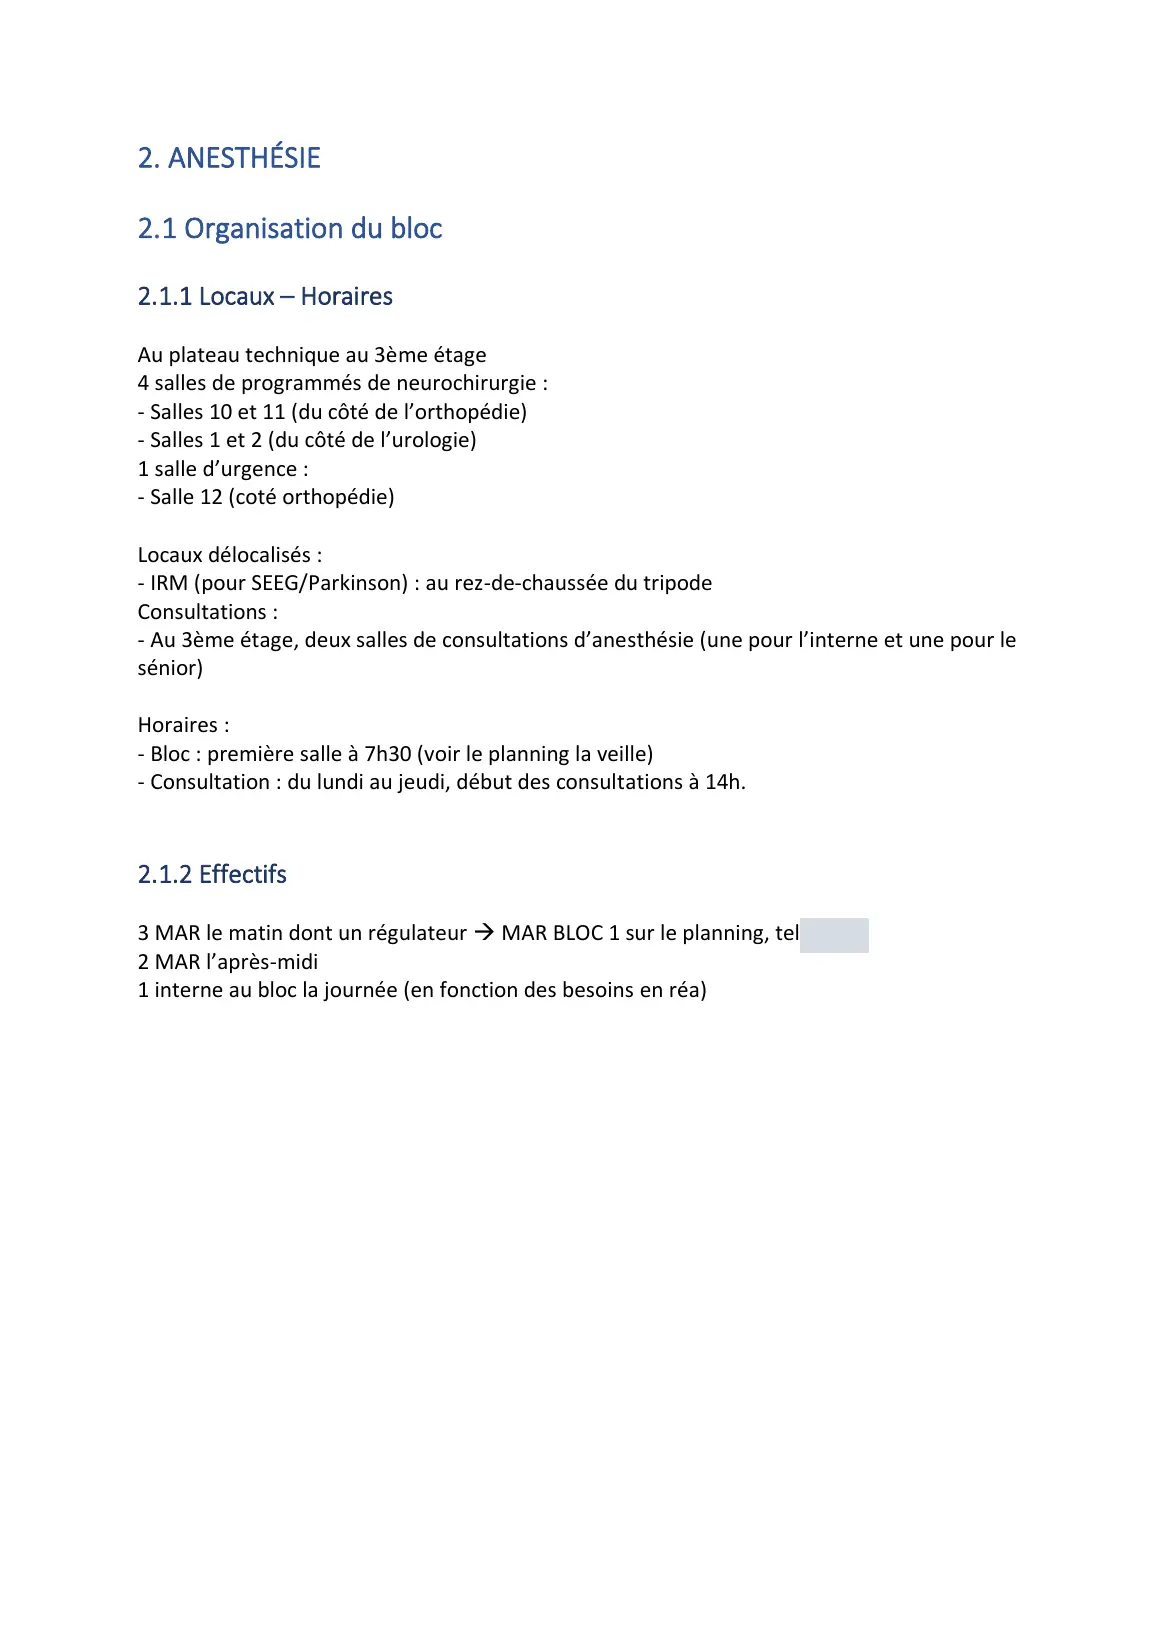 2. ANESTHÉSIE
2.1 Organisation du bloc
2.1.1 Locaux – Horaires
Au plateau technique au 3ème étage
4 salles de programmés de neurochirurgie :
- Salles 10 et 11 (du côté de l’orthopédie)
- Salles 1 et 2 (du côté de l’urologie)
1 salle d’urgence :
- Salle 12 (coté orthopédie)
Locaux délocalisés :
- IRM (pour SEEG/Parkinson) : au rez-de-chaussée du tripode
Consultations :
- Au 3ème étage, deux salles de consultations d’anesthésie (une pour l’interne et une pour le
sénior)
Horaires :
- Bloc : première salle à 7h30 (voir le planning la veille)
- Consultation : du lundi au jeudi, début des consultations à 14h.
2.1.2 Effectifs
3 MAR le matin dont un régulateur → MAR BLOC 1 sur le planning, tel
2 MAR l’après-midi
1 interne au bloc la journée (en fonction des besoins en réa)